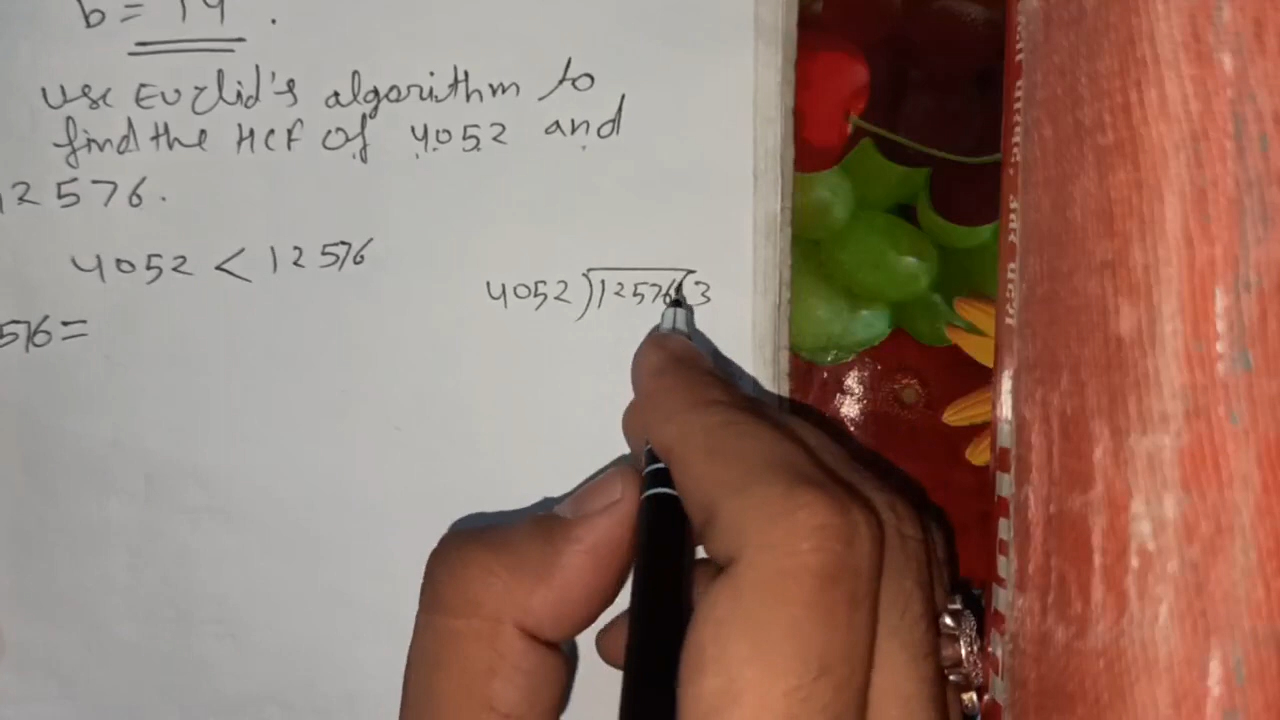 b = 14.
Use Euclid's algorithm to
find the HCF of 4052 and
12576.
4052 < 12576
4052)12576(3
576 =